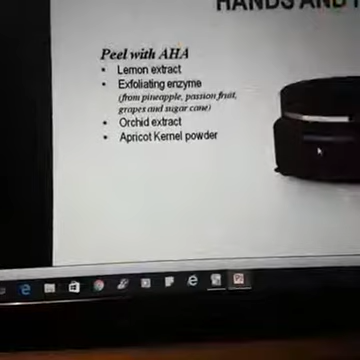 HANDS AND
Peel with AHA
• Lemon extract
• Exfoliating enzyme
(from pineapple, passion fruit,
grapes and sugar cane)
• Orchid extract
• Apricot Kernel powder